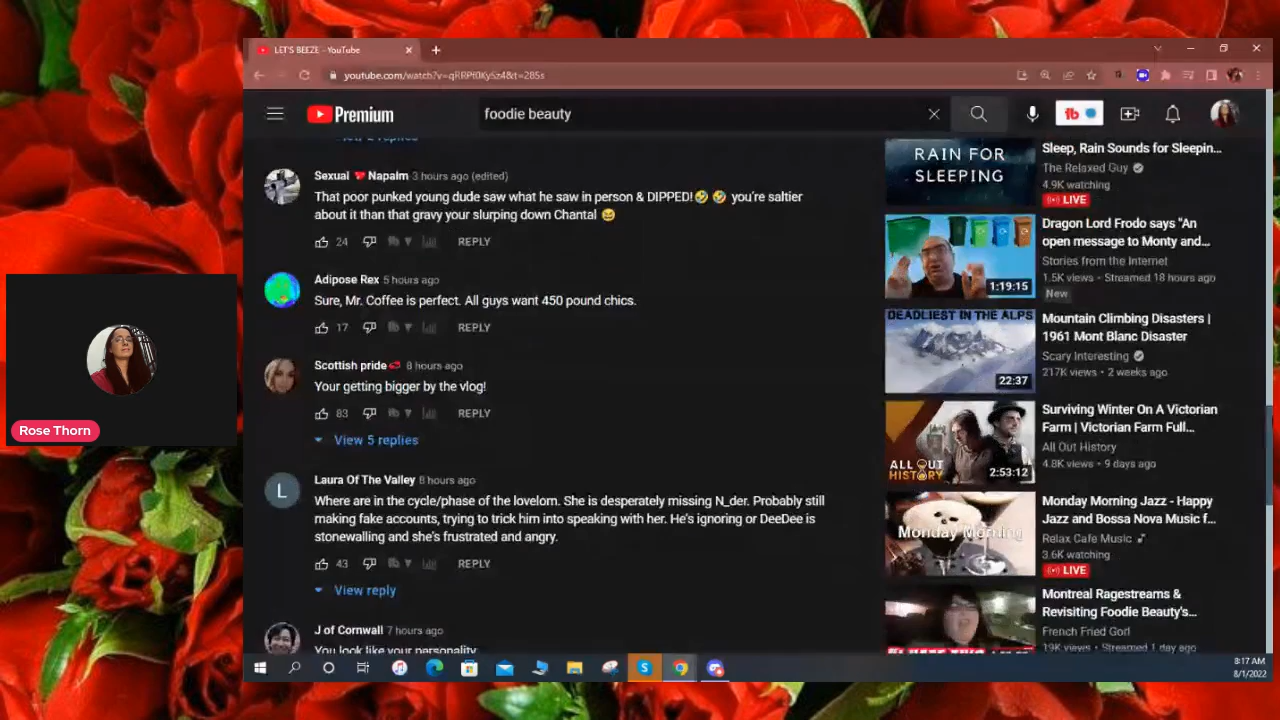 LET'S BEEZE - YouTube
Premium
foodie beauty
Sexual Napalm 3 hours ago (edited)
That poor punked young dude saw what he saw in person & DIPPED!🤣 🤣 you're saltier
about it than that gravy your slurping down Chantal 😆
24 REPLY
Adipose Rex 5 hours ago
Sure, Mr. Coffee is perfect. All guys want 450 pound chics.
17 REPLY
Scottish pride 8 hours ago
Your getting bigger by the vlog!
83 REPLY
View 5 replies
L
Laura Of The Valley 8 hours ago
Where are in the cycle/phase of the lovelorn. She is desperately missing N_der. Probably still
making fake accounts, trying to trick him into speaking with her. He's ignoring or DeeDee is
stonewalling and she's frustrated and angry.
43 REPLY
View reply
J of Cornwall 7 hours ago
You look like your personality
RAIN FOR
SLEEPING
Sleep, Rain Sounds for Sleepin...
The Relaxed Guy
4.9K watching
LIVE
1:19:15
Dragon Lord Frodo says "An
open message to Monty and...
Stories from the Internet
1.5K views • Streamed 18 hours ago
New
DEADLIEST IN THE ALPS
22:37
Mountain Climbing Disasters |
1961 Mont Blanc Disaster
Scary Interesting
217K views • 2 weeks ago
ALL OUT
HISTORY
2:53:12
Surviving Winter On A Victorian
Farm | Victorian Farm Full...
All Out History
4.8K views • 9 days ago
Monday Morning
Monday Morning Jazz - Happy
Jazz and Bossa Nova Music f...
Relax Cafe Music
3.6K watching
LIVE
Montreal Ragestreams &
Revisiting Foodie Beauty's...
French Fried Gorl
19K views • Streamed 1 day ago
Rose Thorn
8:17 AM
8/1/2022